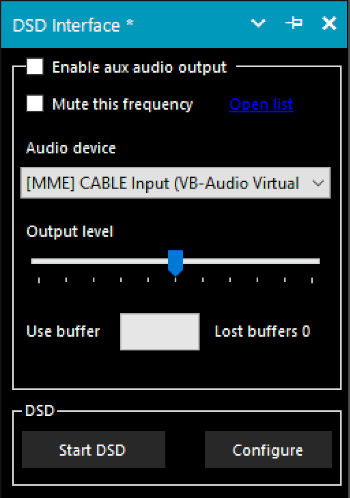 DSD Interface *
Enable aux audio output
Mute this frequency Open list
Audio device
[MME] CABLE Input (VB-Audio Virtual
Output level
Use buffer Lost buffers 0
DSD
Start DSD Configure